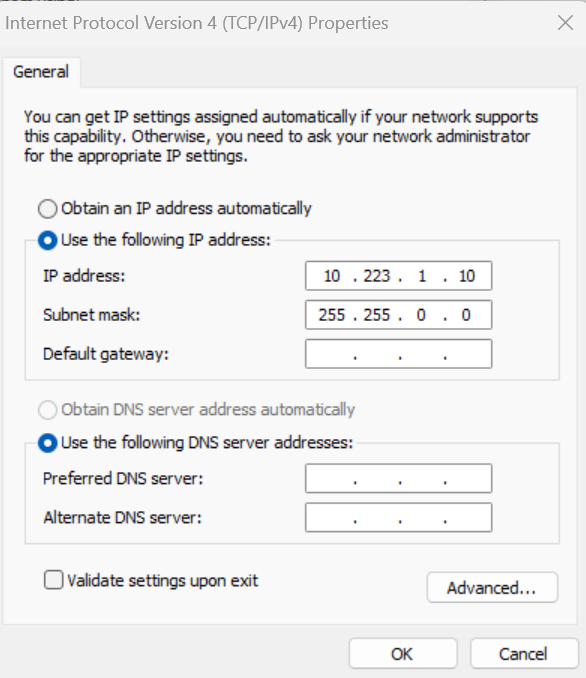 Internet Protocol Version 4 (TCP/IPv4) Properties
General
You can get IP settings assigned automatically if your network supports
this capability. Otherwise, you need to ask your network administrator
for the appropriate IP settings.
Obtain an IP address automatically
Use the following IP address:
IP address: 10 . 223 . 1 . 10
Subnet mask: 255 . 255 . 0 . 0
Default gateway: . . .
Obtain DNS server address automatically
Use the following DNS server addresses:
Preferred DNS server: . . .
Alternate DNS server: . . .
Validate settings upon exit
Advanced...
OK Cancel